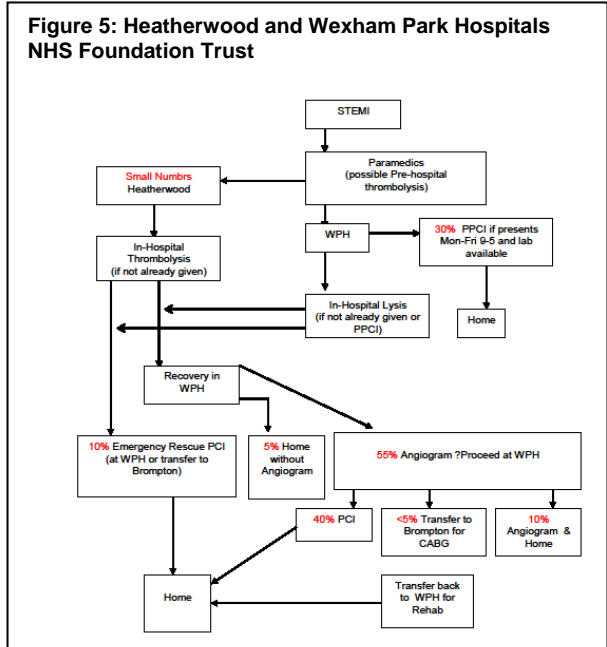 Figure 5: Heatherwood and Wexham Park Hospitals
NHS Foundation Trust
STEMI
Paramedics
(possible Pre-hospital
thrombolysis)
Small Numbrs
Heatherwood
WPH
30% PPCI if presents
Mon-Fri 9-5 and lab
available
In-Hospital
Thrombolysis
(if not already given)
In-Hospital Lysis
(if not already given or
PPCI)
Home
Recovery in
WPH
10% Emergency Rescue PCI
(at WPH or transfer to
Brompton)
5% Home
without
Angiogram
55% Angiogram ?Proceed at WPH
40% PCI
<5% Transfer to
Brompton for
CABG
10%
Angiogram &
Home
Home
Transfer back
to WPH for
Rehab